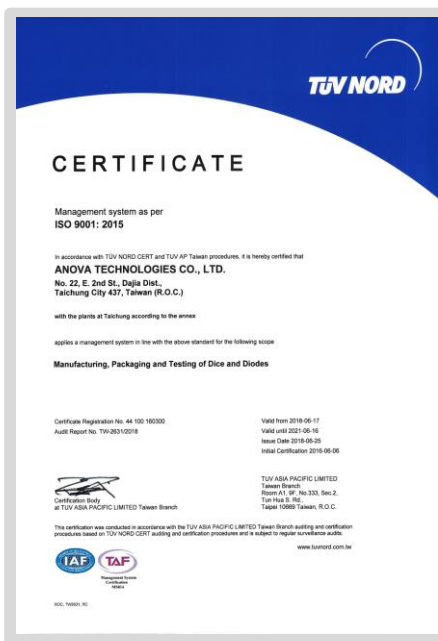 TÜV NORD
CERTIFICATE
Management system as per
ISO 9001: 2015
In accordance with TÜV NORD CERT and TUV AP Taiwan procedures, it is hereby certified that
ANOVA TECHNOLOGIES CO., LTD.
No. 22, E. 2nd St., Dajia Dist.,
Taichung City 437, Taiwan (R.O.C.)
with the plants at Taichung according to the annex
applies a management system in line with the above standard for the following scope
Manufacturing, Packaging and Testing of Dice and Diodes
Certificate Registration No. 44 100 160300
Audit Report No. TW-2631/2018
Valid from 2018-06-17
Valid until 2021-06-16
Issue Date 2018-06-25
Initial Certification 2016-06-06
Certification Body
at TUV ASIA PACIFIC LIMITED Taiwan Branch
TUV ASIA PACIFIC LIMITED
Taiwan Branch
Room A1, 9F, No.333, Sec.2,
Tun Hua S. Rd.,
Taipei 10669 Taiwan, R.O.C.
This certification was conducted in accordance with the TUV ASIA PACIFIC LIMITED Taiwan Branch auditing and certification
procedures based on TÜV NORD CERT auditing and certification procedures and is subject to regular surveillance audits.
www.tuvnord.com.tw
IAF
TAF
Management System
Certification